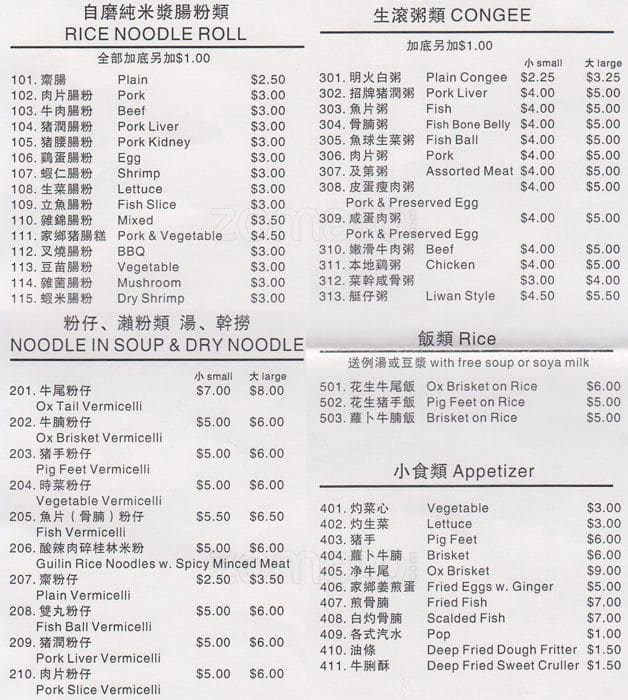 自磨純米漿腸粉類
RICE NOODLE ROLL
全部加底另加$1.00
101. 齋腸 Plain $2.50
102. 肉片腸粉 Pork $3.00
103. 牛肉腸粉 Beef $3.00
104. 猪潤腸粉 Pork Liver $3.00
105. 猪腰腸粉 Pork Kidney $3.00
106. 鷄蛋腸粉 Egg $3.00
107. 蝦仁腸粉 Shrimp $3.00
108. 生菜腸粉 Lettuce $3.00
109. 立魚腸粉 Fish Slice $3.00
110. 雜錦腸粉 Mixed $3.50
111. 家鄉猪腸糕 Pork & Vegetable $4.50
112. 叉燒腸粉 BBQ $3.00
113. 豆苗腸粉 Vegetable $3.00
114. 雜菌腸粉 Mushroom $3.00
115. 蝦米腸粉 Dry Shrimp $3.00
粉仔、瀨粉類 湯、幹撈
NOODLE IN SOUP & DRY NOODLE
小 small 大 large
201. 牛尾粉仔 $7.00 $8.00
Ox Tail Vermicelli
202. 牛腩粉仔 $5.00 $6.00
Ox Brisket Vermicelli
203. 猪手粉仔 $5.00 $6.00
Pig Feet Vermicelli
204. 時菜粉仔 $5.00 $6.00
Vegetable Vermicelli
205. 魚片（骨腩）粉仔 $5.50 $6.50
Fish Vermicelli
206. 酸辣肉碎桂林米粉 $5.00 $6.00
Guilin Rice Noodles w. Spicy Minced Meat
207. 齋粉仔 $2.50 $3.50
Plain Vermicelli
208. 雙丸粉仔 $5.00 $6.00
Fish Ball Vermicelli
209. 猪潤粉仔 $5.00 $6.00
Pork Liver Vermicelli
210. 肉片粉仔 $5.00 $6.00
Pork Slice Vermicelli
生滾粥類 CONGEE
加底另加$1.00
小 small 大 large
301. 明火白粥 Plain Congee $2.25 $3.25
302. 招牌猪潤粥 Pork Liver $4.00 $5.00
303. 魚片粥 Fish $4.00 $5.00
304. 骨腩粥 Fish Bone Belly $4.00 $5.00
305. 魚球生菜粥 Fish Ball $4.00 $5.00
306. 肉片粥 Pork $4.00 $5.00
307. 及第粥 Assorted Meat $4.00 $5.00
308. 皮蛋瘦肉粥 $4.00 $5.00
Pork & Preserved Egg
309. 咸蛋肉粥 $4.00 $5.00
Pork & Preserved Egg
310. 嫩滑牛肉粥 Beef $4.00 $5.00
311. 本地鷄粥 Chicken $4.00 $5.00
312. 菜幹咸骨粥 $3.00 $4.00
313. 艇仔粥 Liwan Style $4.50 $5.50
飯類 Rice
送例湯或豆漿 with free soup or soya milk
501. 花生牛尾飯 Ox Brisket on Rice $6.00
502. 花生猪手飯 Pig Feet on Rice $5.00
503. 蘿卜牛腩飯 Brisket on Rice $5.00
小食類 Appetizer
401. 灼菜心 Vegetable $3.00
402. 灼生菜 Lettuce $3.00
403. 猪手 Pig Feet $6.00
404. 蘿卜牛腩 Brisket $6.00
405. 净牛尾 Ox Brisket $9.00
406. 家鄉姜煎蛋 Fried Eggs w. Ginger $5.00
407. 煎骨腩 Fried Fish $7.00
408. 白灼骨腩 Scalded Fish $7.00
409. 各式汽水 Pop $1.00
410. 油條 Deep Fried Dough Fritter $1.50
411. 牛脷酥 Deep Fried Sweet Cruller $1.50